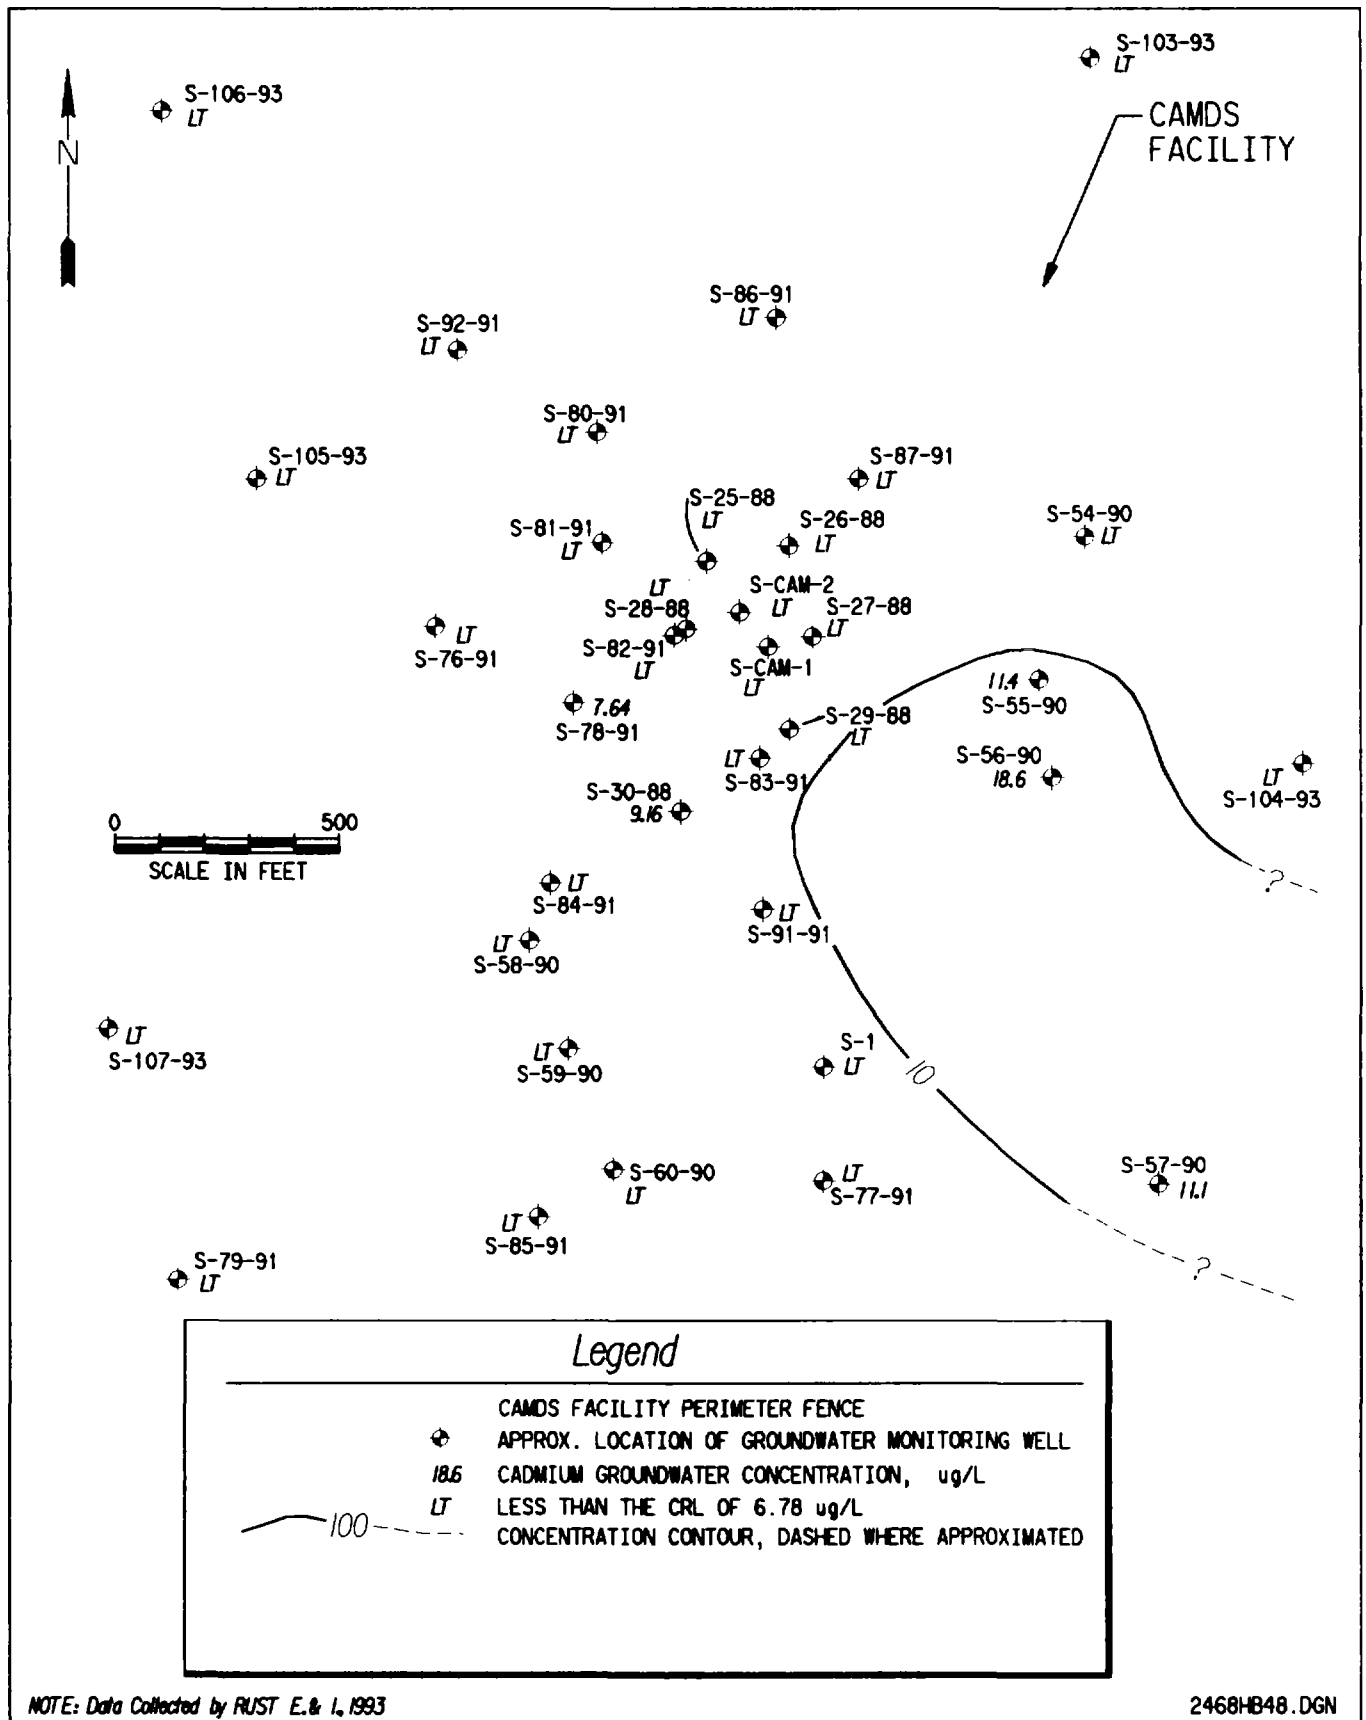 S-103-93
LT
S-106-93
LT
N
CAMDS
FACILITY
S-86-91
LT
S-92-91
LT
S-80-91
LT
S-105-93
LT
S-87-91
LT
S-25-88
LT
S-26-88
LT
S-54-90
LT
S-81-91
LT
LT
S-28-88
S-CAM-2
LT
S-27-88
LT
LT
S-76-91
S-82-91
LT
S-CAM-1
LT
11.4
S-55-90
7.64
S-78-91
S-29-88
LT
LT
S-83-91
S-56-90
18.6
LT
S-104-93
S-30-88
9.16
0 500
SCALE IN FEET
?
LT
S-84-91
LT
S-91-91
LT
S-58-90
LT
S-107-93
LT
S-59-90
S-1
LT
10
S-60-90
LT
LT
S-77-91
S-57-90
11.1
LT
S-85-91
S-79-91
LT
?
Legend
CAMDS FACILITY PERIMETER FENCE
APPROX. LOCATION OF GROUNDWATER MONITORING WELL
18.6 CADMIUM GROUNDWATER CONCENTRATION, ug/L
LT LESS THAN THE CRL OF 6.78 ug/L
100 CONCENTRATION CONTOUR, DASHED WHERE APPROXIMATED
NOTE: Data Collected by RUST E.& I., 1993
2468HB48.DGN